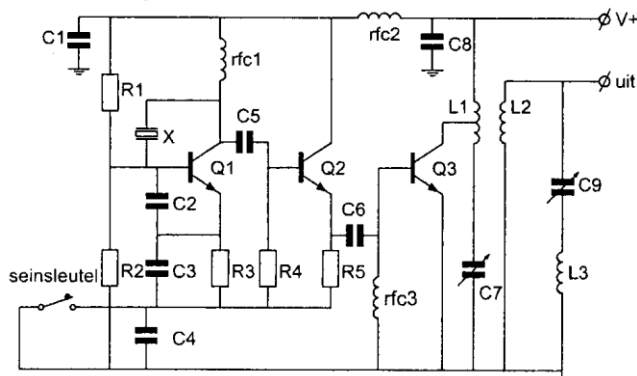 C1
rfc1
rfc2
C8
V+
uit
R1
X
C5
Q1
Q2
Q3
L1
L2
C9
C2
C6
R2
C3
R3
R4
R5
rfc3
C7
L3
seinsleutel
C4